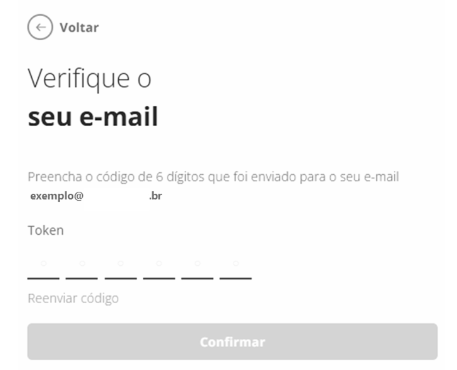 Voltar
Verifique o
seu e-mail
Preencha o código de 6 dígitos que foi enviado para o seu e-mail
exemplo@ .br
Token
Reenviar código
Confirmar